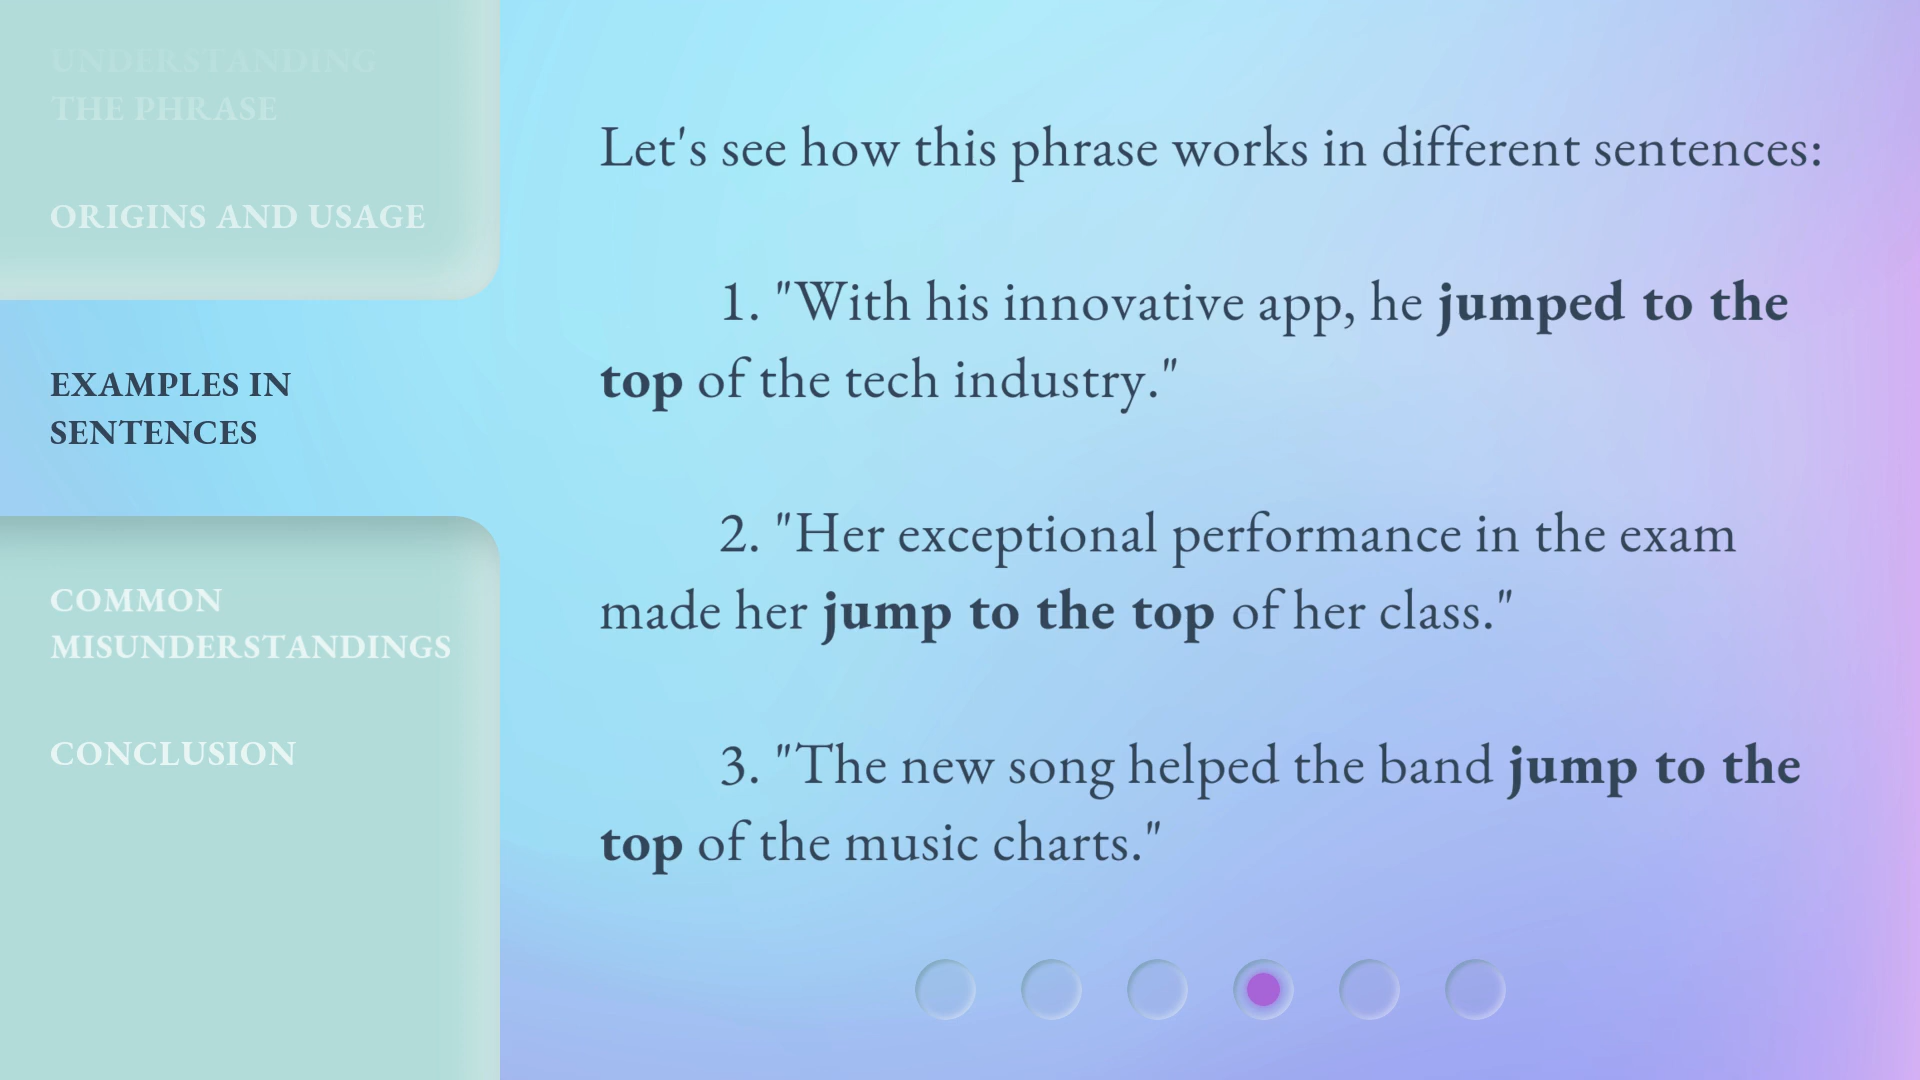 UNDERSTANDING
THE PHRASE
ORIGINS AND USAGE
EXAMPLES IN
SENTENCES
COMMON
MISUNDERSTANDINGS
CONCLUSION
Let's see how this phrase works in different sentences:
1. "With his innovative app, he jumped to the
top of the tech industry."
2. "Her exceptional performance in the exam
made her jump to the top of her class."
3. "The new song helped the band jump to the
top of the music charts."